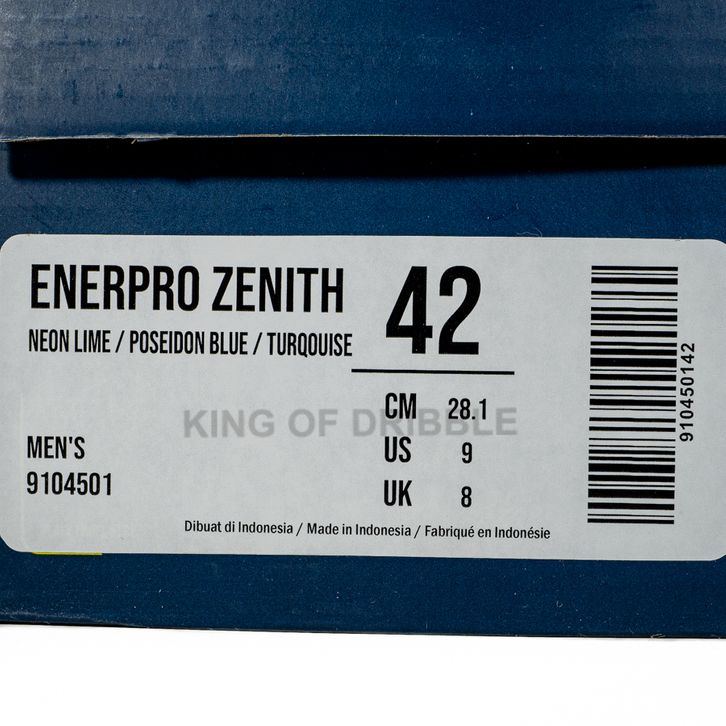 ENERPRO ZENITH
NEON LIME / POSEIDON BLUE / TURQOUISE
42
CM 28.1
US 9
UK 8
KING OF DRIBBLE
MEN'S
9104501
Dibuat di Indonesia / Made in Indonesia / Fabriqué en Indonésie
910450142